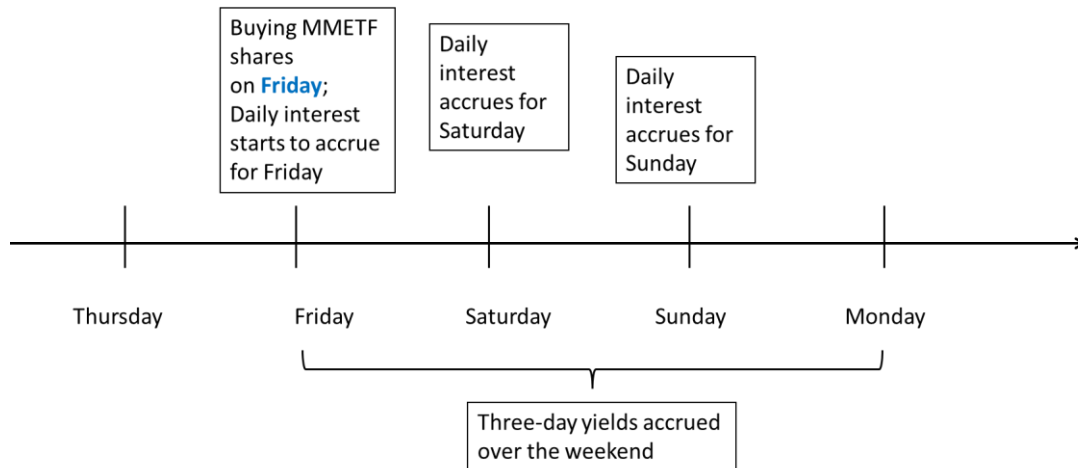 Buying MMETF
shares
on Friday;
Daily interest
starts to accrue
for Friday
Daily
interest
accrues for
Saturday
Daily
interest
accrues for
Sunday
Thursday
Friday
Saturday
Sunday
Monday
Three-day yields accrued
over the weekend